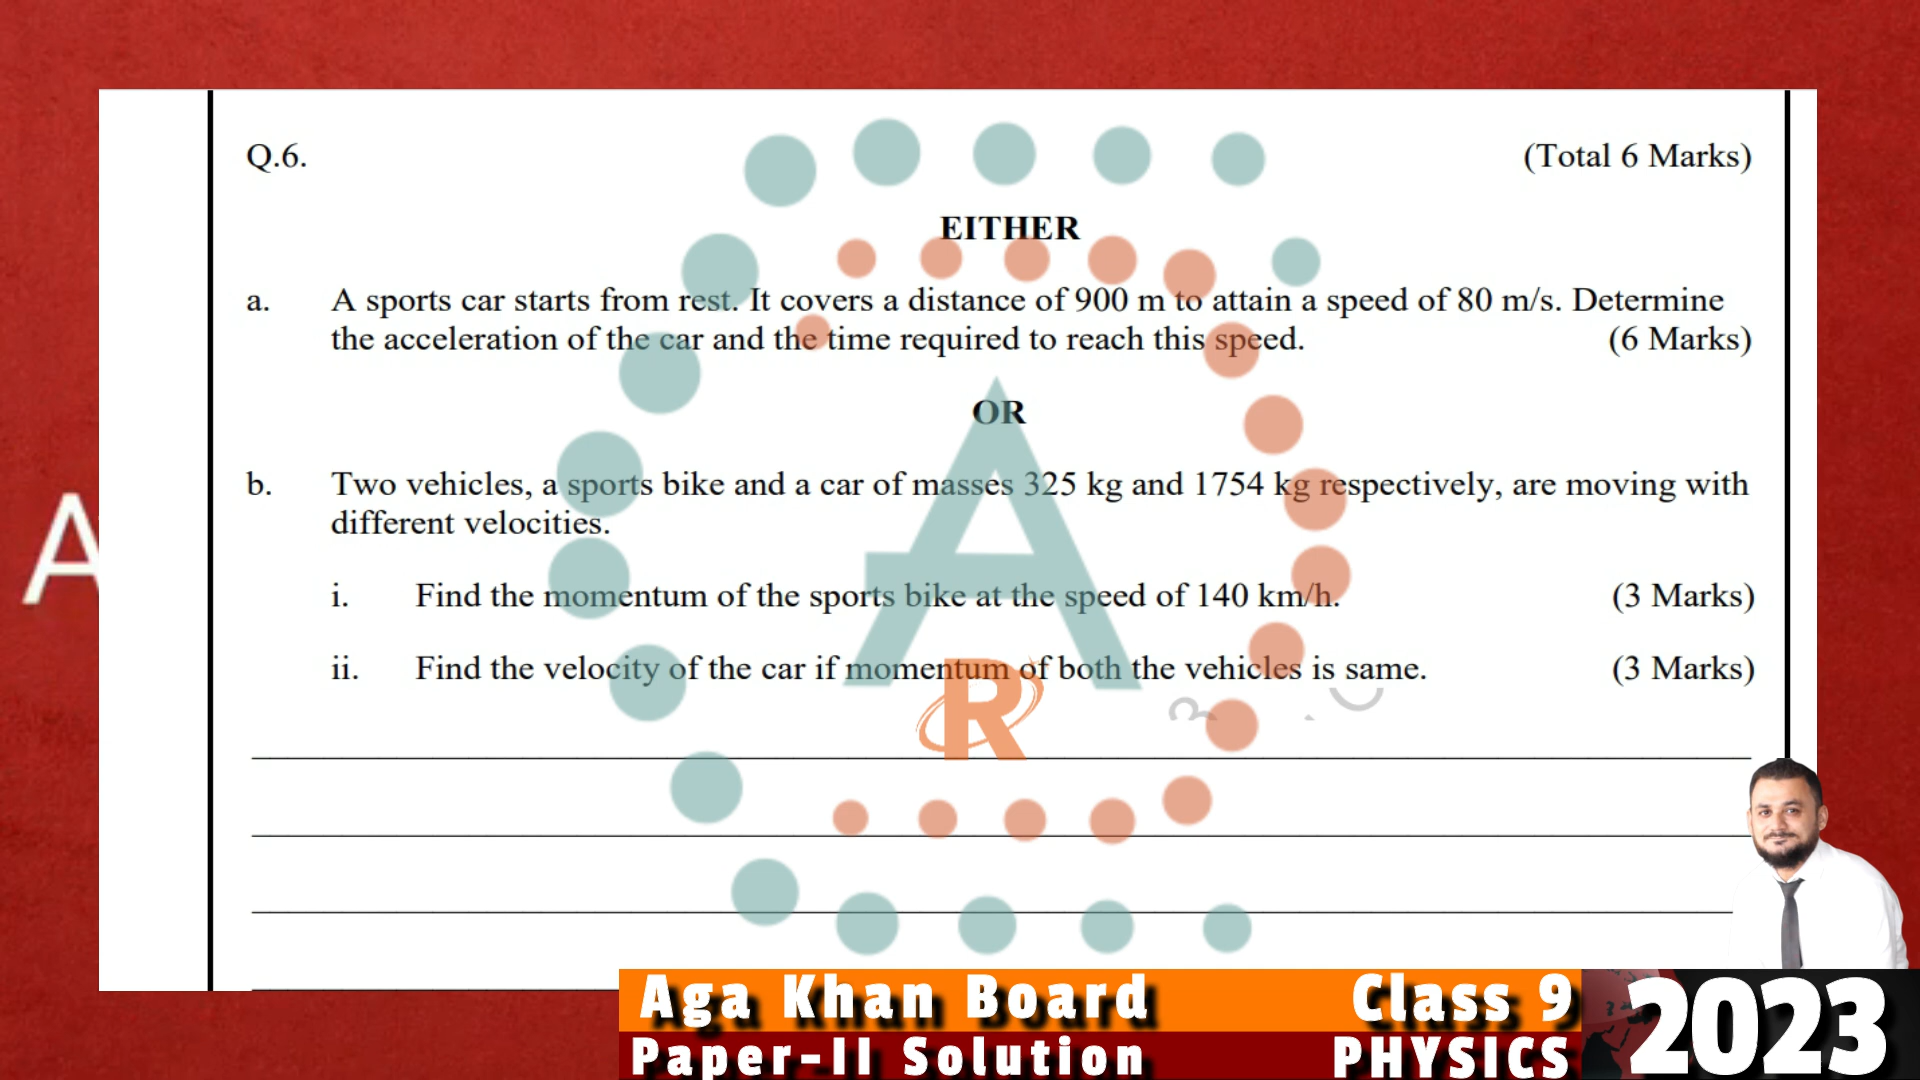 Q.6. (Total 6 Marks)
EITHER
a. A sports car starts from rest. It covers a distance of 900 m to attain a speed of 80 m/s. Determine
the acceleration of the car and the time required to reach this speed. (6 Marks)
OR
b. Two vehicles, a sports bike and a car of masses 325 kg and 1754 kg respectively, are moving with
different velocities.
i. Find the momentum of the sports bike at the speed of 140 km/h. (3 Marks)
ii. Find the velocity of the car if momentum of both the vehicles is same. (3 Marks)
A
A
R
Aga Khan Board Class 9
Paper-II Solution PHYSICS
2023